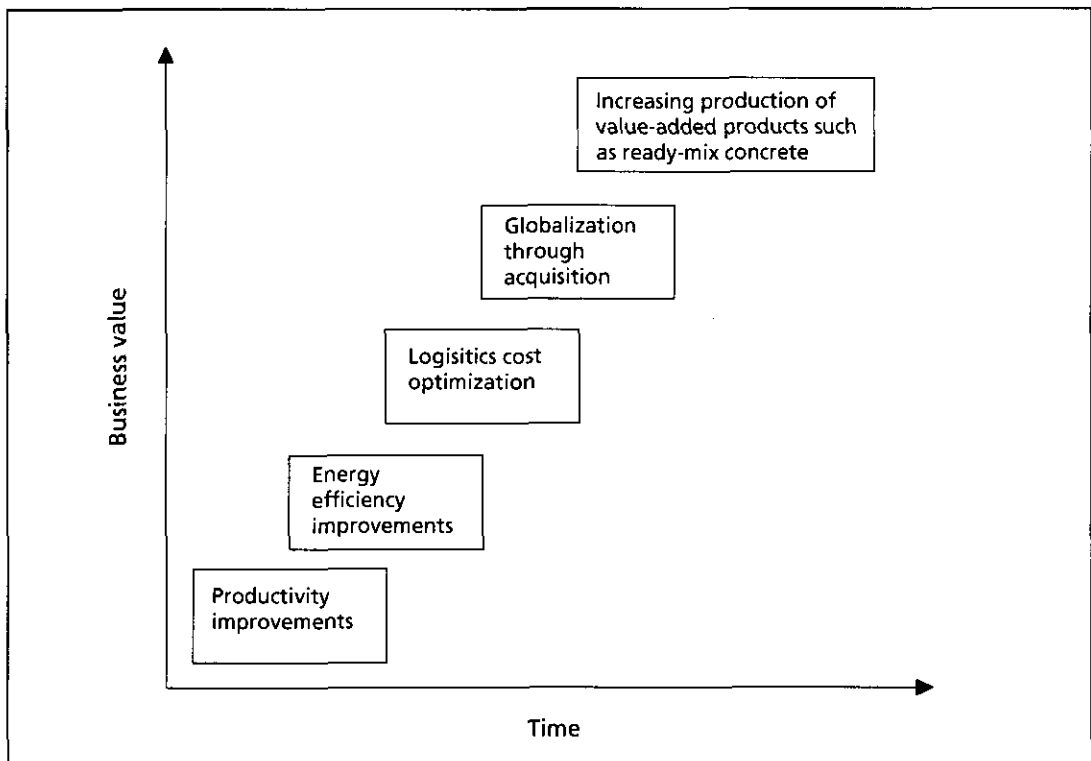 Increasing production of
value-added products such
as ready-mix concrete
Globalization
through
acquisition
Logisitics cost
optimization
Energy
efficiency
improvements
Productivity
improvements
Business value
Time